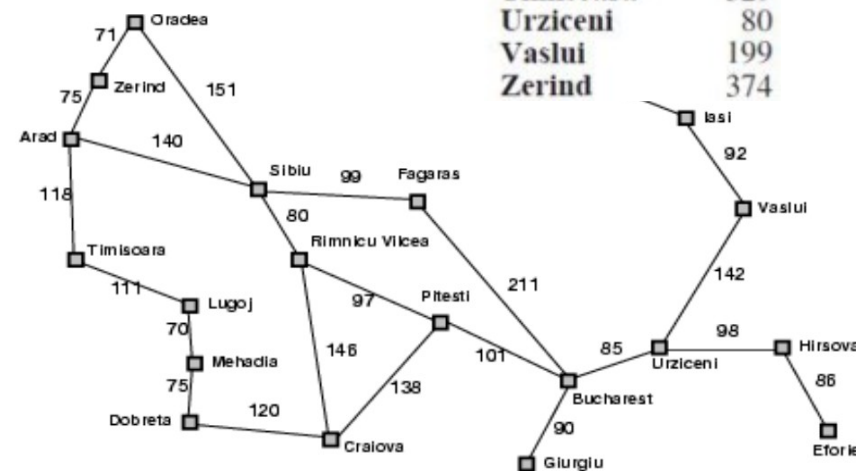 Urziceni 80
Vaslui 199
Zerind 374
Oradea
71
Zerind
151
75
Arad
140
Iasi
92
Sibiu
99
Fagaras
118
80
Vaslui
Timisoara
Rimnicu Vilcea
111
Lugoj
97
Pitesti
211
142
70
146
Mehadia
101
85
98
Hirsova
Urziceni
75
138
86
Dobreta
120
Bucharest
90
Craiova
Eforie
Giurgiu